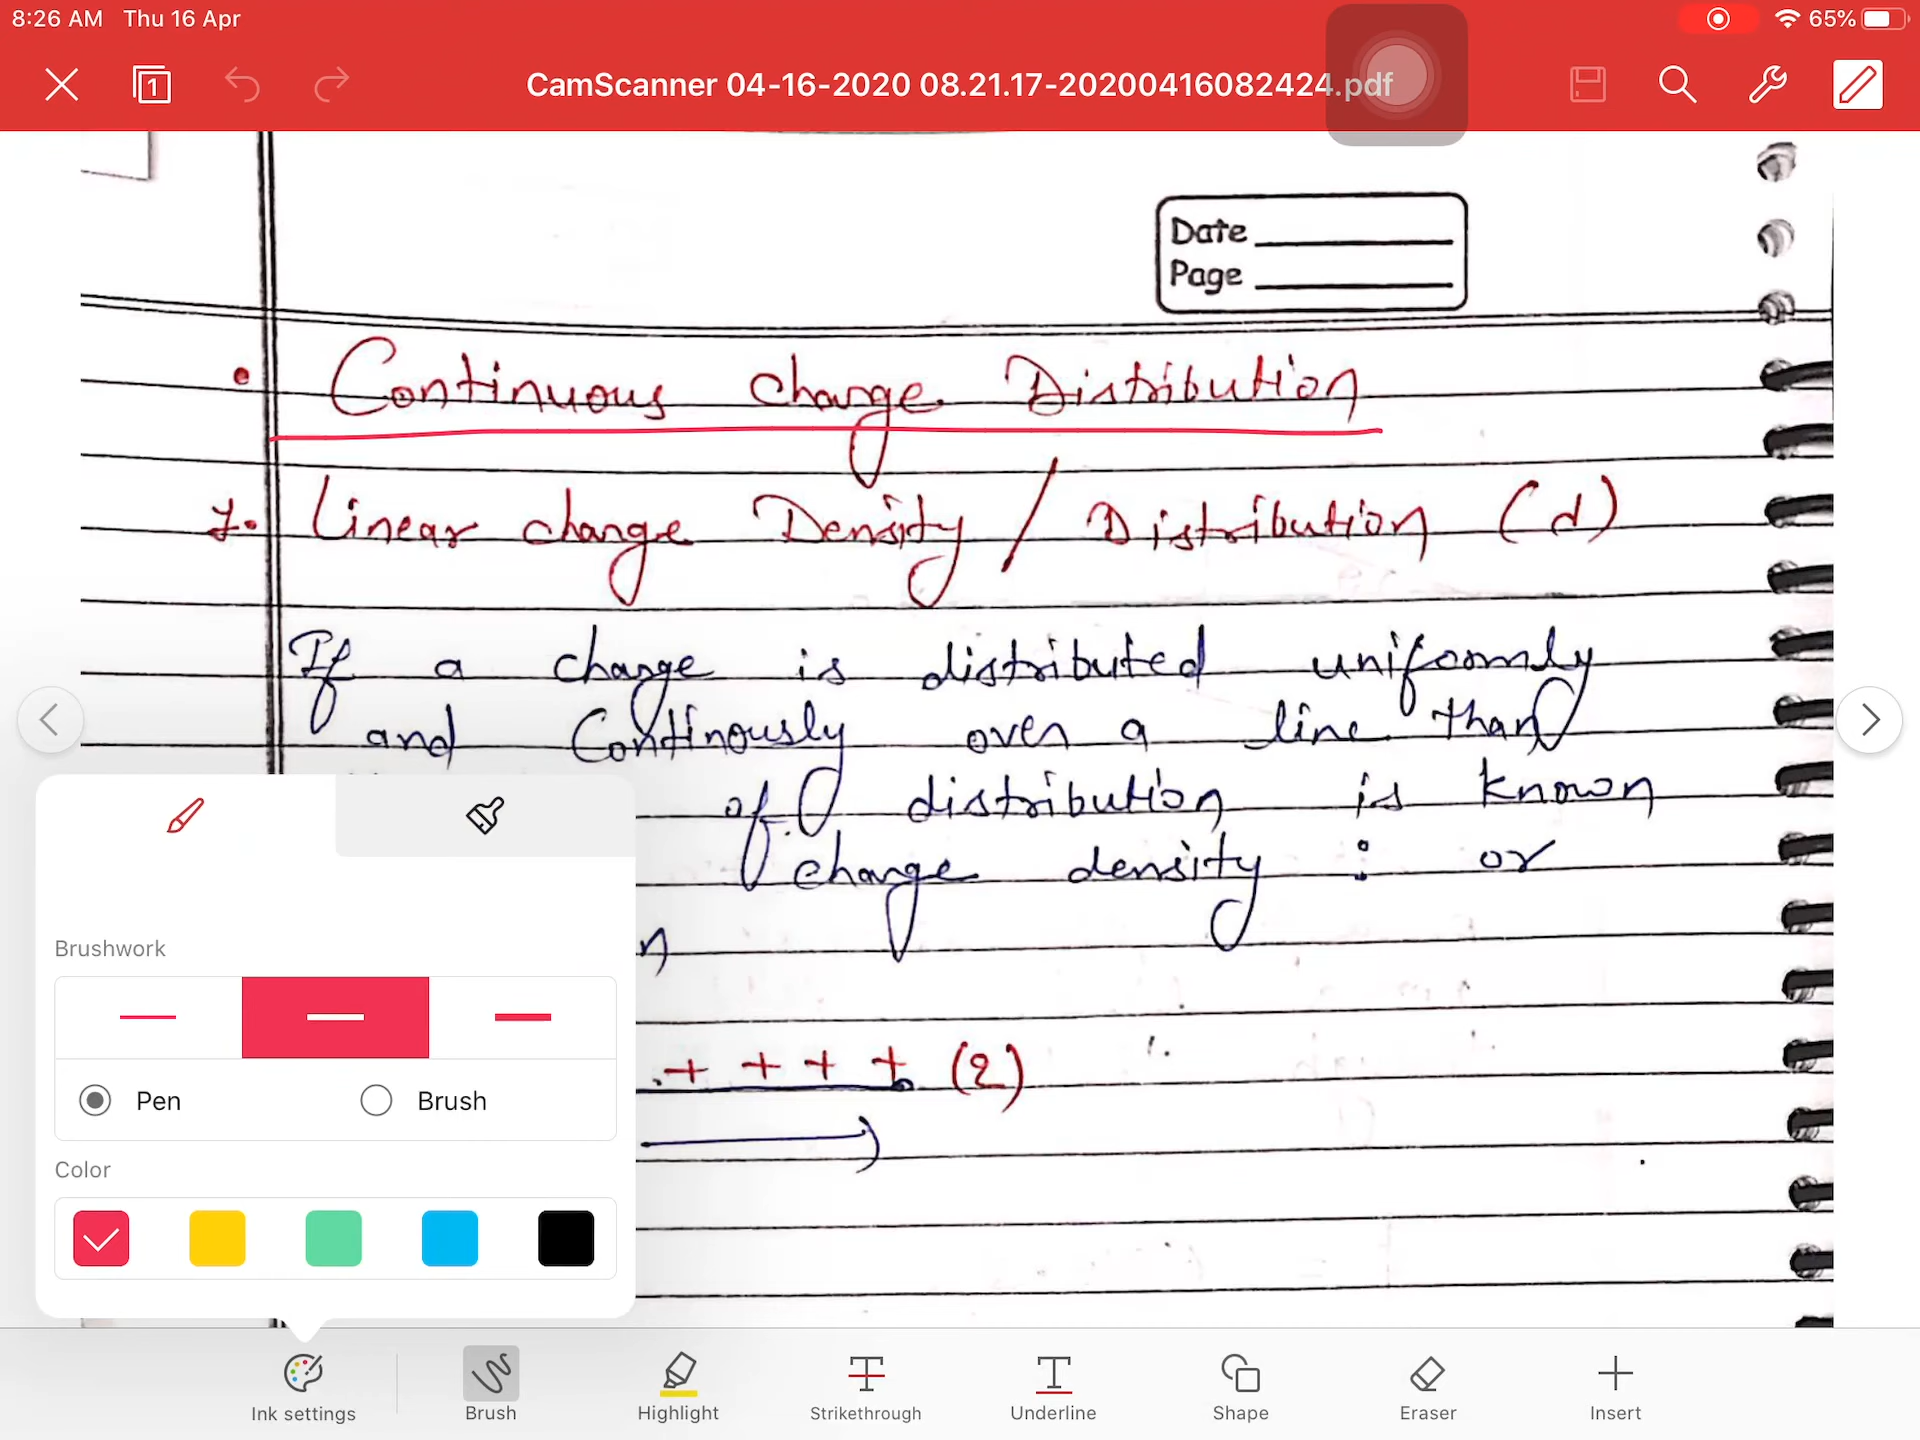 8:26 AM Thu 16 Apr 65%
1 CamScanner 04-16-2020 08.21.17-20200416082424.pdf
Date
Page
• Continuous charge Distribution
1. Linear charge Density / Distribution (d)
If a charge is distributed uniformly
and Continously over a line than
of distribution is known
charge density : or
n
+ + + + (2)
Brushwork
Pen Brush
Color
Ink settings Brush Highlight Strikethrough Underline Shape Eraser Insert